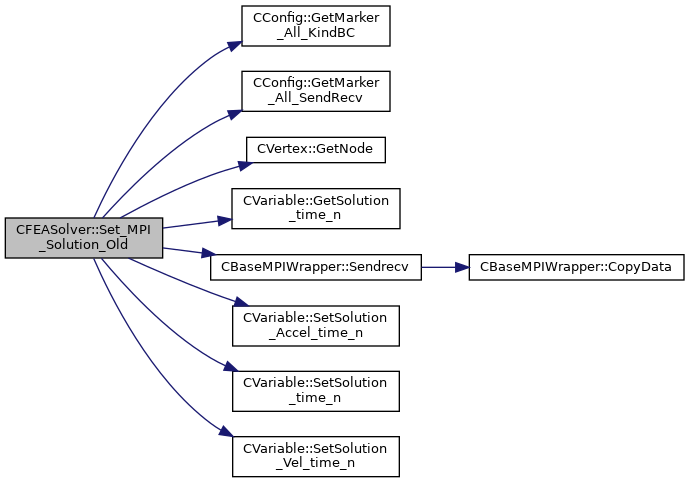 CConfig::GetMarker
_All_KindBC
CConfig::GetMarker
_All_SendRecv
CVertex::GetNode
CVariable::GetSolution
_time_n
CFEASolver::Set_MPI
_Solution_Old
CBaseMPIWrapper::Sendrecv
CBaseMPIWrapper::CopyData
CVariable::SetSolution
_Accel_time_n
CVariable::SetSolution
_time_n
CVariable::SetSolution
_Vel_time_n